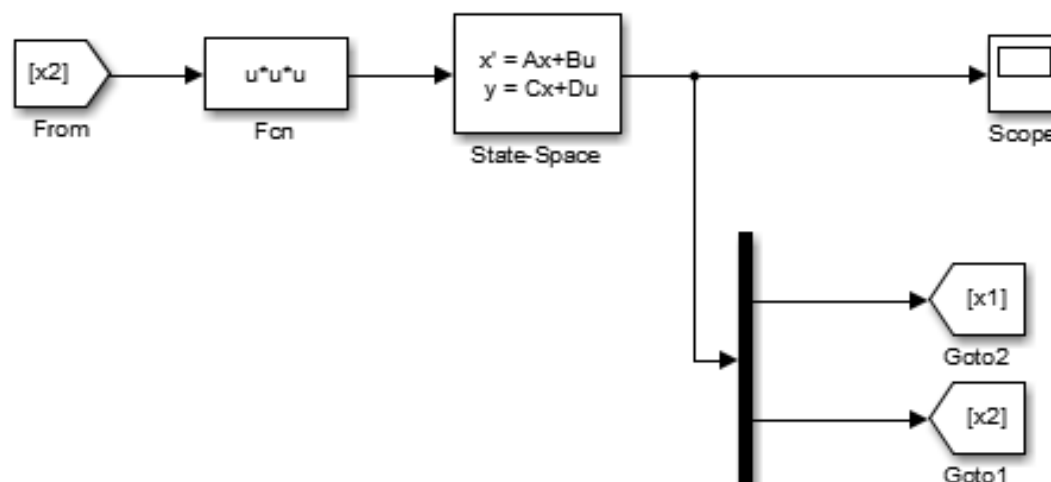 [x2]
From
u*u*u
Fcn
x' = Ax+Bu
y = Cx+Du
State-Space
Scope
[x1]
Goto2
[x2]
Goto1